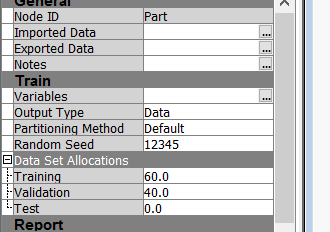 General
Node ID Part
Imported Data ...
Exported Data ...
Notes ...
Train
Variables ...
Output Type Data
Partitioning Method Default
Random Seed 12345
Data Set Allocations
Training 60.0
Validation 40.0
Test 0.0
Report